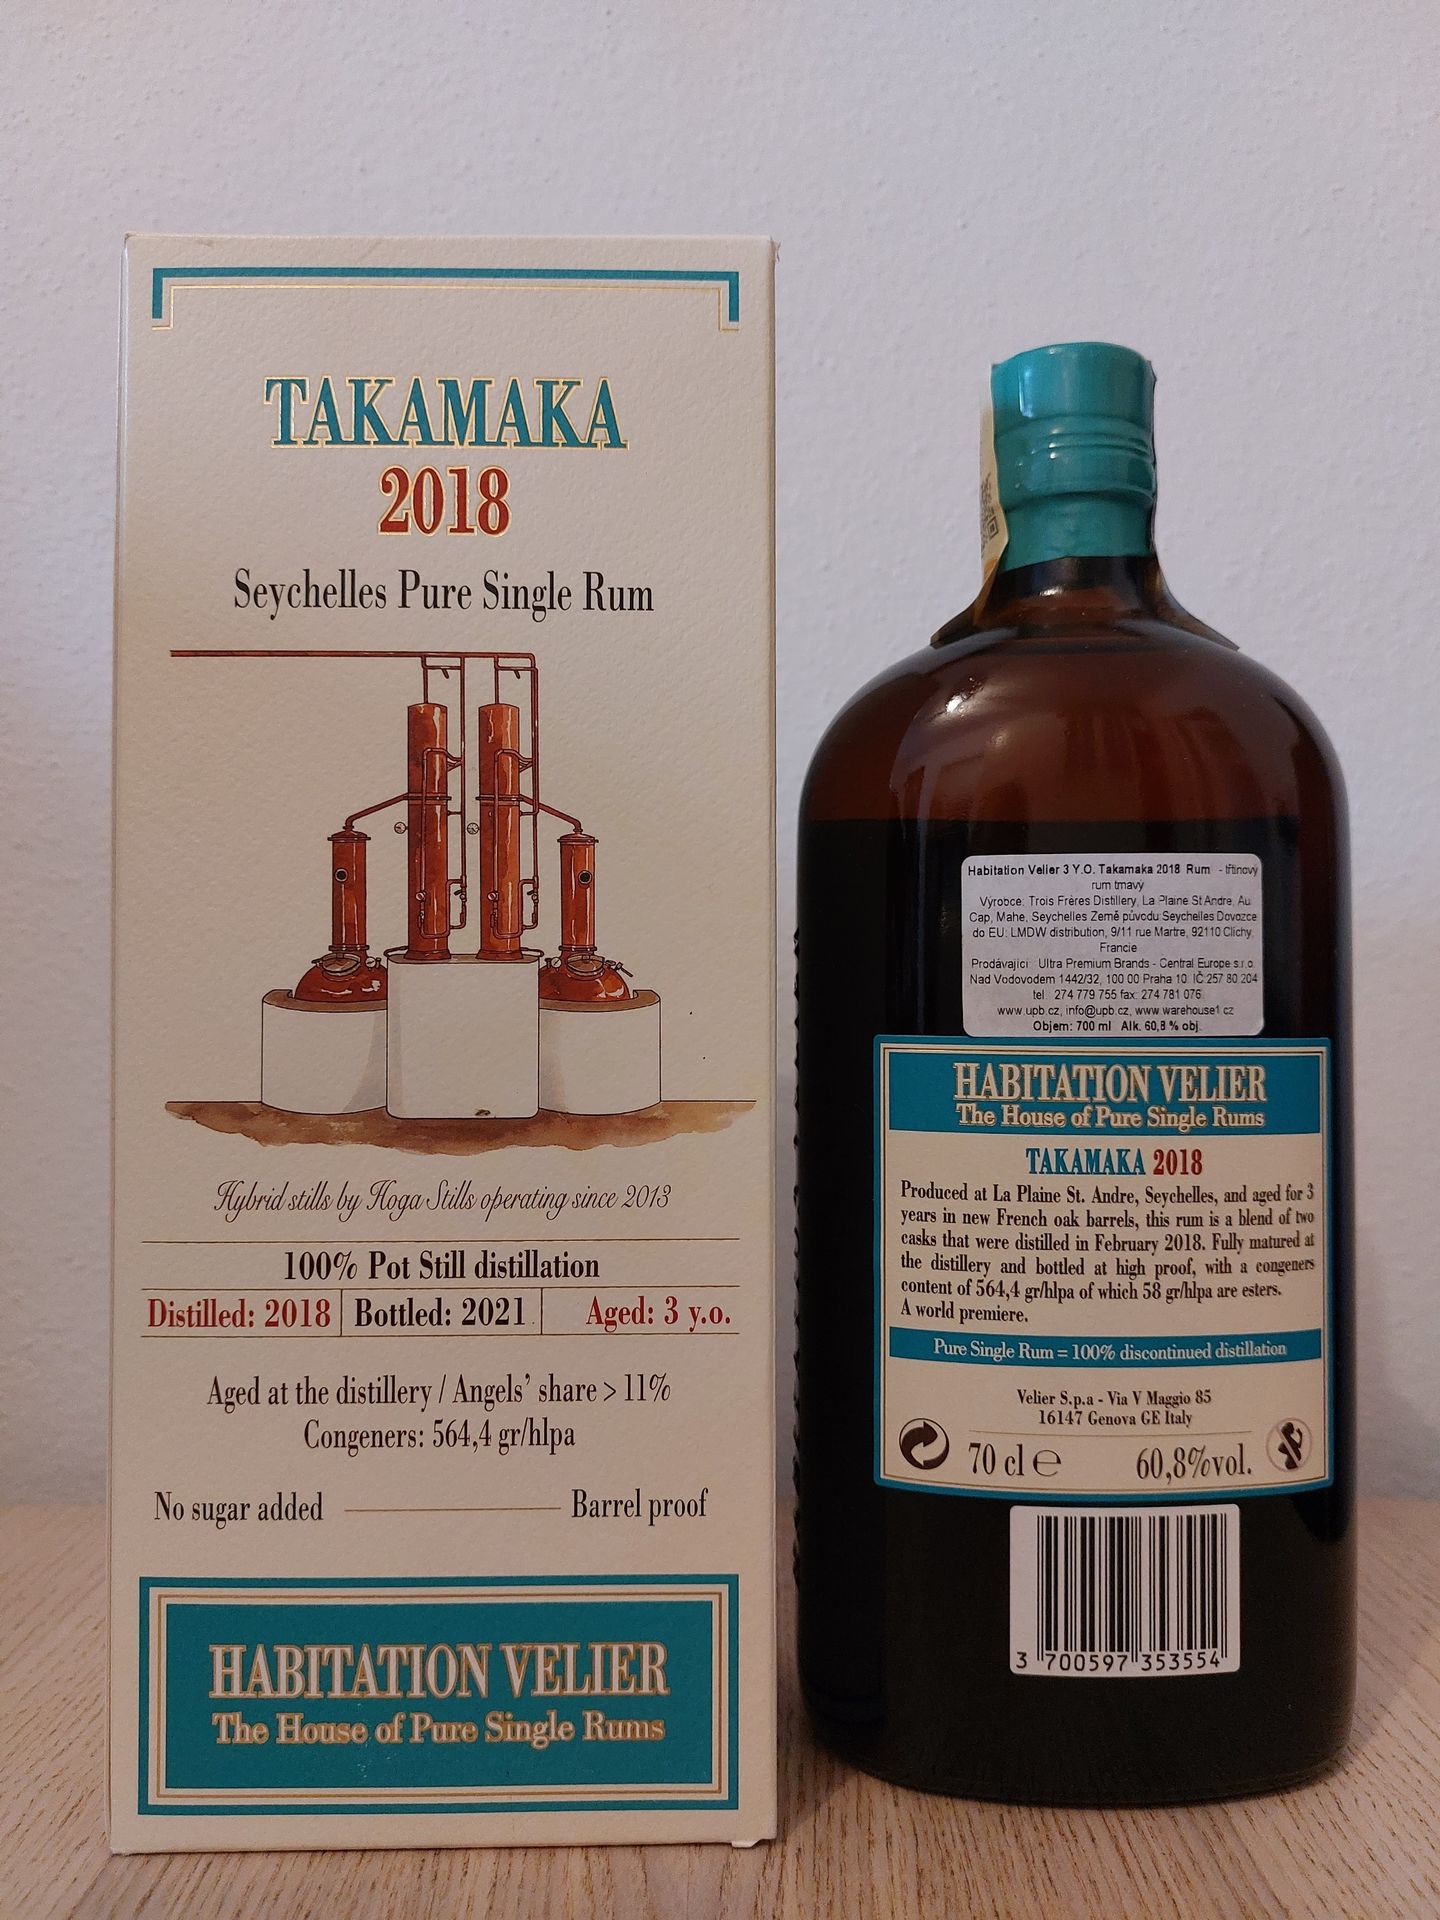 TAKAMAKA
2018
Seychelles Pure Single Rum
Hybrid stills by Hoga Stills operating since 2013
100% Pot Still distillation
Distilled: 2018 Bottled: 2021 Aged: 3 y.o.
Aged at the distillery / Angels' share > 11%
Congeners: 564,4 gr/hlpa
No sugar added Barrel proof
HABITATION VELIER
The House of Pure Single Rums
Habitation Velier 3 Y.O. Takamaka 2018 Rum - třtinový
rum tmavý
Výrobce: Trois Frères Distillery, La Plaine St Andre, Au
Cap, Mahe, Seychelles Země původu: Seychelles Dovozce
do EU: LMDW distribution, 9/11 rue Martre, 92110 Clichy,
Francie
Prodávající: Ultra Premium Brands - Central Europe s.r.o.
Nad Vodovodem 1442/32, 100 00 Praha 10 IČ:257 80 204
tel.: 274 779 755 fax: 274 781 076
www.upb.cz, info@upb.cz, www.warehouse1.cz
Objem: 700 ml Alk. 60,8 % obj.
HABITATION VELIER
The House of Pure Single Rums
TAKAMAKA 2018
Produced at La Plaine St. Andre, Seychelles, and aged for 3
years in new French oak barrels, this rum is a blend of two
casks that were distilled in February 2018. Fully matured at
the distillery and bottled at high proof, with a congeners
content of 564,4 gr/hlpa of which 58 gr/hlpa are esters.
A world premiere.
Pure Single Rum = 100% discontinued distillation
Velier S.p.a - Via V Maggio 85
16147 Genova GE Italy
70 cl ℮ 60,8%vol.
3 700597 353554